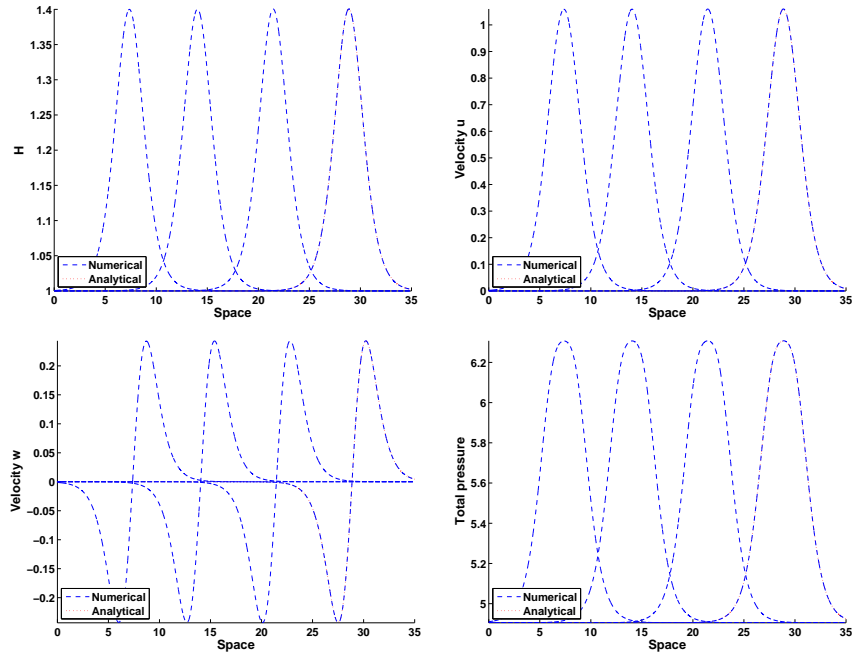 1.4
1.35
1.3
1.25
1.2
1.15
1.1
1.05
1
H
Numerical
Analytical
0 5 10 15 20 25 30 35
Space
1
0.9
0.8
0.7
0.6
0.5
0.4
0.3
0.2
0.1
0
Velocity u
Numerical
Analytical
0 5 10 15 20 25 30 35
Space
0.2
0.15
0.1
0.05
0
−0.05
−0.1
−0.15
−0.2
Velocity w
Numerical
Analytical
0 5 10 15 20 25 30 35
Space
6.2
6
5.8
5.6
5.4
5.2
5
Total pressure
Numerical
Analytical
0 5 10 15 20 25 30 35
Space